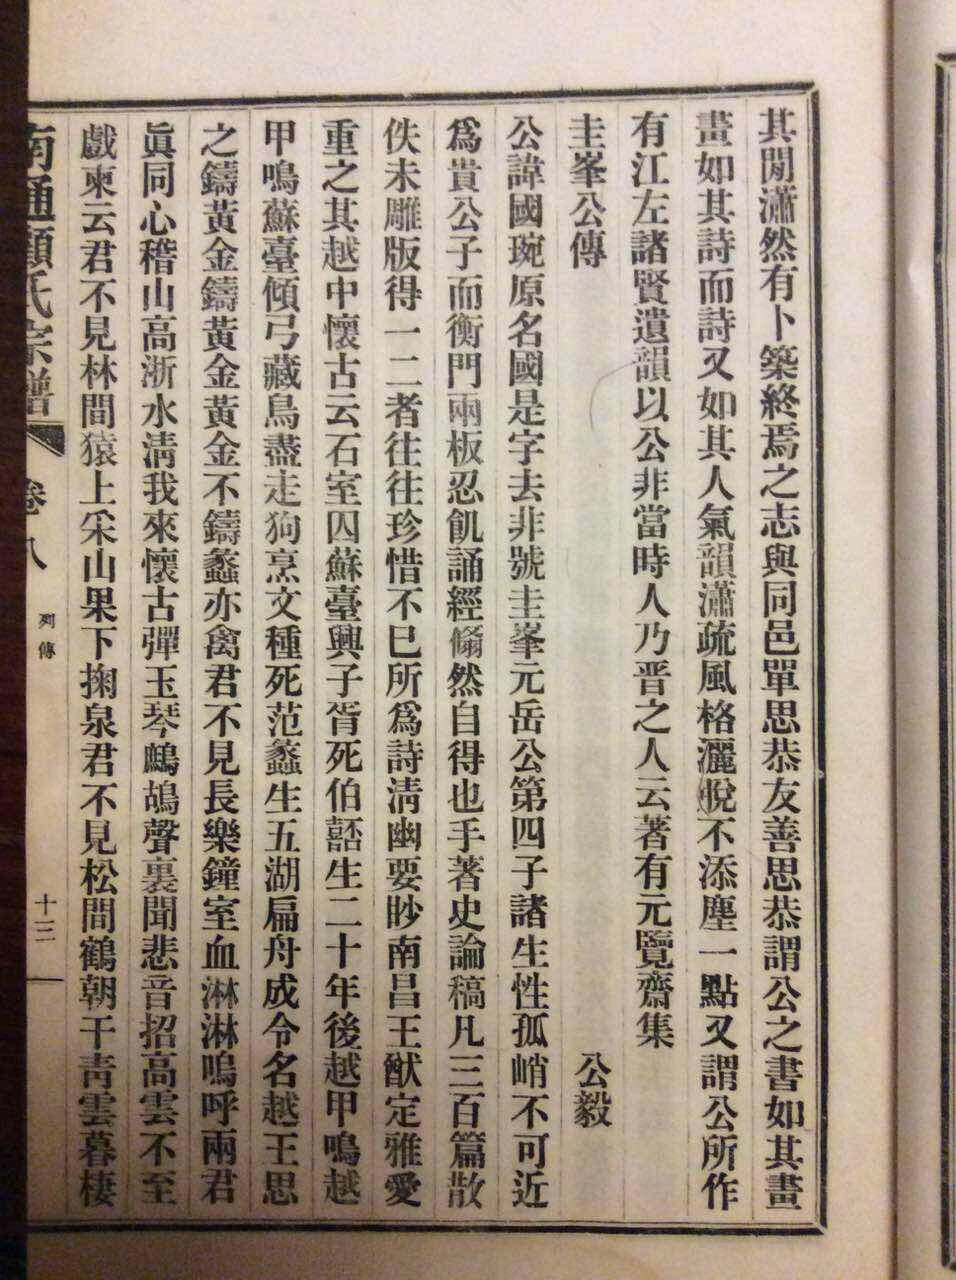 其閒瀟然有卜築終焉之志與同邑單思恭友善思恭謂公之書如其畫
畫如其詩而詩又如其人氣韻瀟疏風格灑脫不添塵一點又謂公所作
有江左諸賢遺韻以公非當時人乃晋之人云著有元覽齋集
圭峯公傳 公毅
公諱國琬原名國是字去非號圭峯元岳公第四子諸生性孤峭不可近
爲貴公子而衡門兩板忍飢誦經翛然自得也手著史論稿凡三百篇散
佚未雕版得一二者往往珍惜不已所爲詩淸幽要眇南昌王猷定雅愛
重之其越中懷古云石室囚蘇臺興子胥死伯嚭生二十年後越甲鳴越
甲鳴蘇臺傾弓藏鳥盡走狗烹文種死范蠡生五湖扁舟成令名越王思
之鑄黃金鑄黃金黃金不鑄蠡亦禽君不見長樂鐘室血淋淋嗚呼兩君
眞同心稽山高浙水淸我來懷古彈玉琴鷓鴣聲裏聞悲音招高雲不至
戲柬云君不見林間猿上采山果下掬泉君不見松間鶴朝干靑雲暮棲
南通顧氏宗譜 卷八 列傳 十三